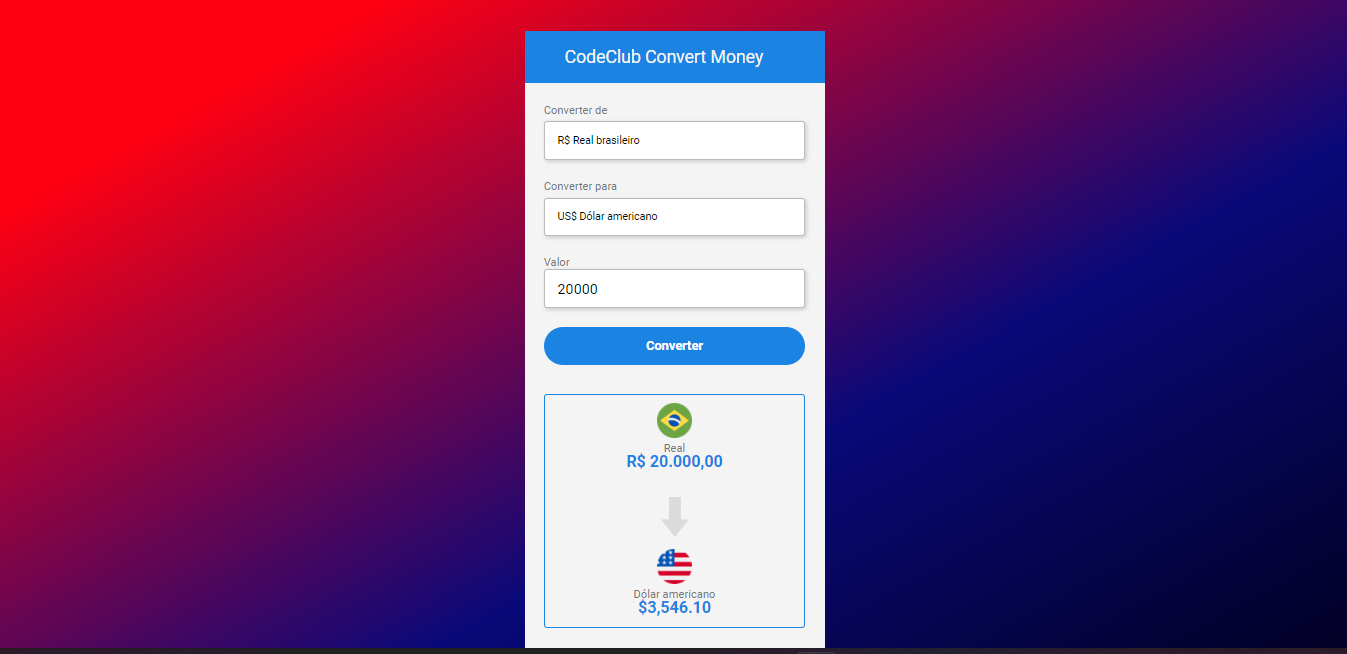 CodeClub Convert Money
Converter de
R$ Real brasileiro
Converter para
US$ Dólar americano
Valor
20000
Converter
Real
R$ 20.000,00
Dólar americano
$3,546.10